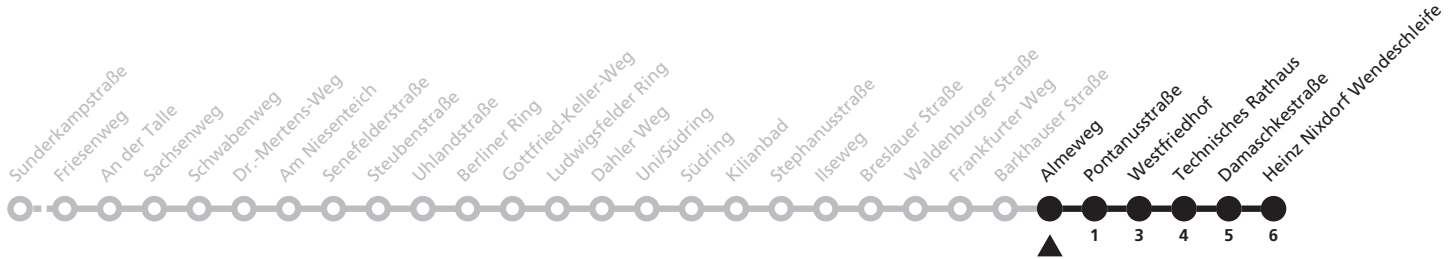 Sunderkampstraße
Friesenweg
An der Talle
Sachsenweg
Schwabenweg
Dr.-Mertens-Weg
Am Niesenteich
Senefelderstraße
Steubenstraße
Uhlandstraße
Berliner Ring
Gottfried-Keller-Weg
Ludwigsfelder Ring
Dahler Weg
Uni/Südring
Südring
Kilianbad
Stephanusstraße
Ilseweg
Breslauer Straße
Waldenburger Straße
Frankfurter Weg
Barkhauser Straße
Almeweg
Pontanusstraße
Westfriedhof
Technisches Rathaus
Damaschkestraße
Heinz Nixdorf Wendeschleife
1 3 4 5 6